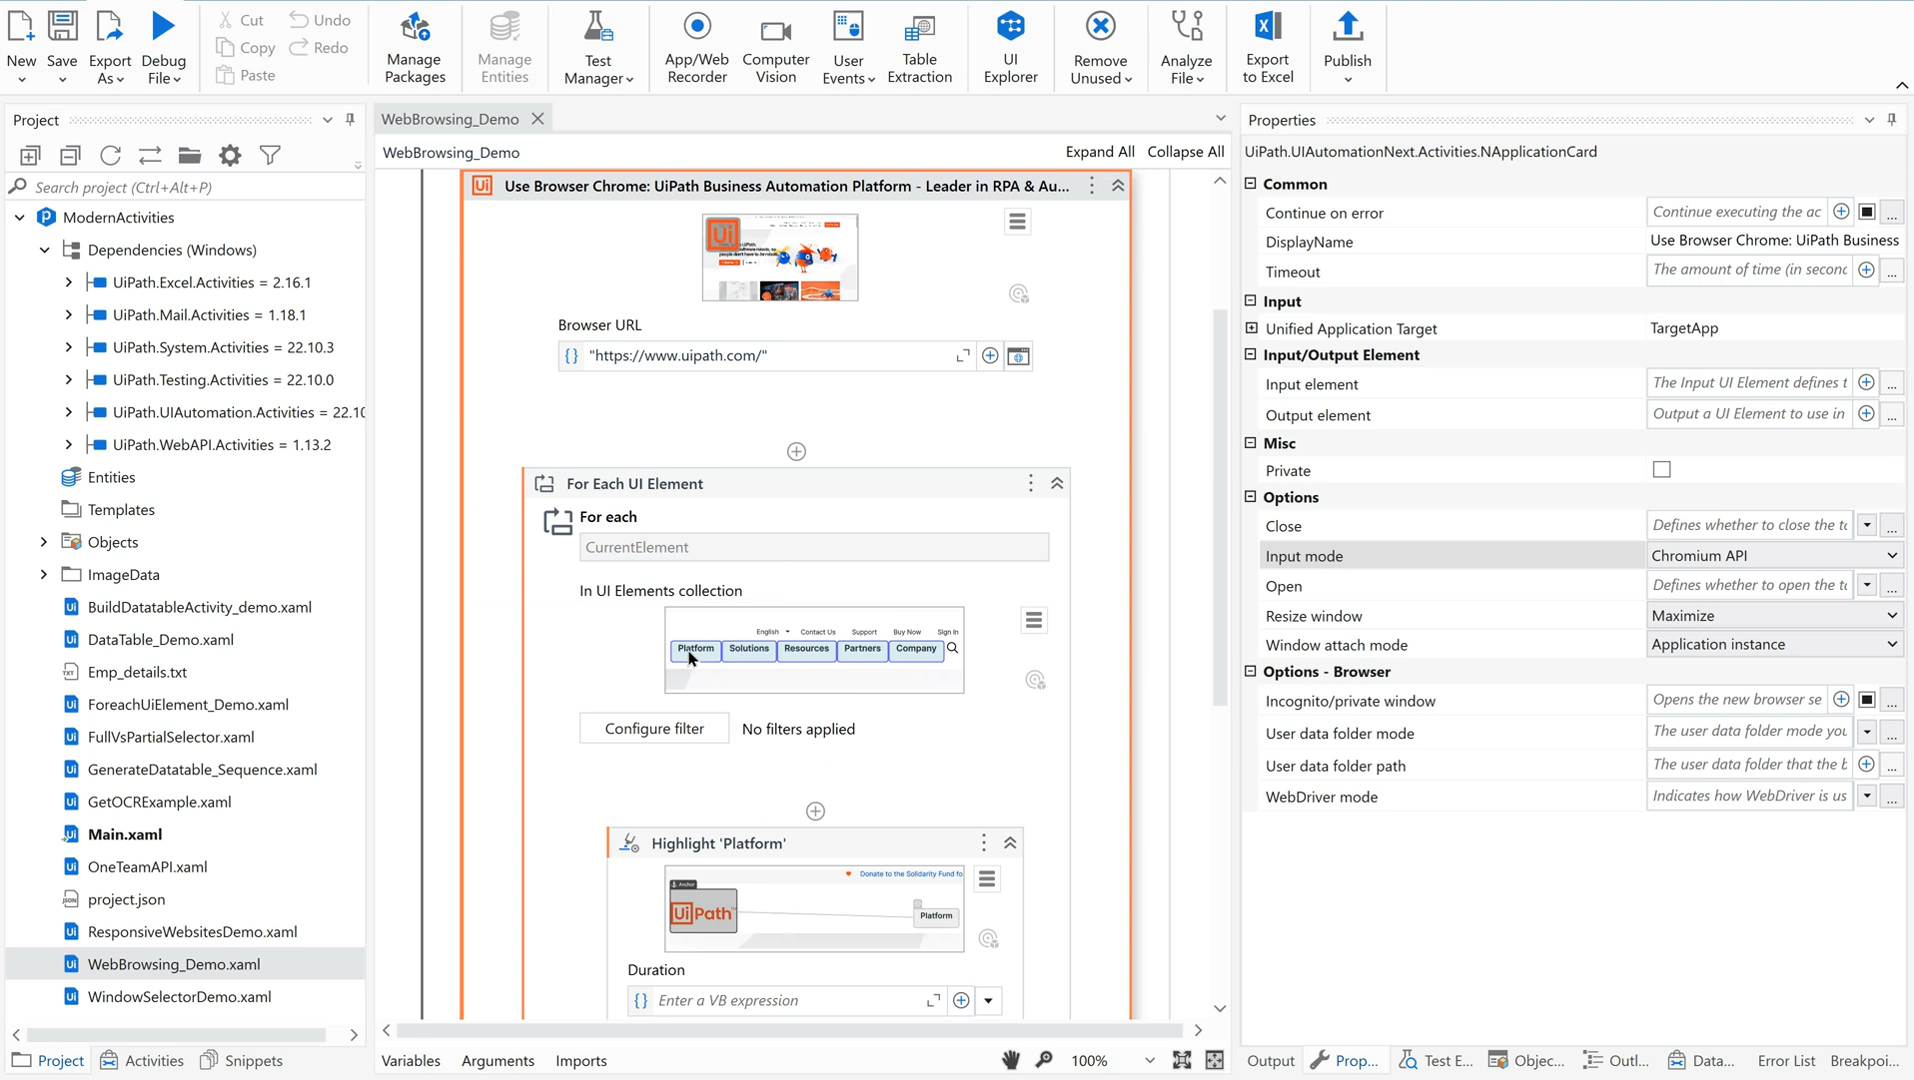 New
Save
Export As
Debug File
Cut
Copy
Paste
Undo
Redo
Manage Packages
Manage Entities
Test Manager
App/Web Recorder
Computer Vision
User Events
Table Extraction
UI Explorer
Remove Unused
Analyze File
Export to Excel
Publish
Project
Search project (Ctrl+Alt+P)
ModernActivities
Dependencies (Windows)
UiPath.Excel.Activities = 2.16.1
UiPath.Mail.Activities = 1.18.1
UiPath.System.Activities = 22.10.3
UiPath.Testing.Activities = 22.10.0
UiPath.UIAutomation.Activities = 22.10
UiPath.WebAPI.Activities = 1.13.2
Entities
Templates
Objects
ImageData
BuildDatatableActivity_demo.xaml
DataTable_Demo.xaml
Emp_details.txt
ForeachUiElement_Demo.xaml
FullVsPartialSelector.xaml
GenerateDatatable_Sequence.xaml
GetOCRExample.xaml
Main.xaml
OneTeamAPI.xaml
project.json
ResponsiveWebsitesDemo.xaml
WebBrowsing_Demo.xaml
WindowSelectorDemo.xaml
Project
Activities
Snippets
WebBrowsing_Demo
WebBrowsing_Demo
Expand All
Collapse All
Use Browser Chrome: UiPath Business Automation Platform - Leader in RPA & Au...
Browser URL
"https://www.uipath.com/"
For Each UI Element
For each
CurrentElement
In UI Elements collection
English Contact Us Support Buy Now Sign In
Platform Solutions Resources Partners Company
Configure filter
No filters applied
Highlight 'Platform'
Donate to the Solidarity Fund fo
Anchor
UiPath
Platform
Duration
Enter a VB expression
Variables
Arguments
Imports
100%
Properties
UiPath.UIAutomationNext.Activities.NApplicationCard
Common
Continue on error
Continue executing the ac
DisplayName
Use Browser Chrome: UiPath Business
Timeout
The amount of time (in secon
Input
Unified Application Target
TargetApp
Input/Output Element
Input element
The Input UI Element defines t
Output element
Output a UI Element to use in
Misc
Private
Options
Close
Defines whether to close the t
Input mode
Chromium API
Open
Defines whether to open the t
Resize window
Maximize
Window attach mode
Application instance
Options - Browser
Incognito/private window
Opens the new browser se
User data folder mode
The user data folder mode you
User data folder path
The user data folder that the b
WebDriver mode
Indicates how WebDriver is us
Output
Prop...
Test E...
Objec...
Outl...
Data...
Error List
Breakpoi...